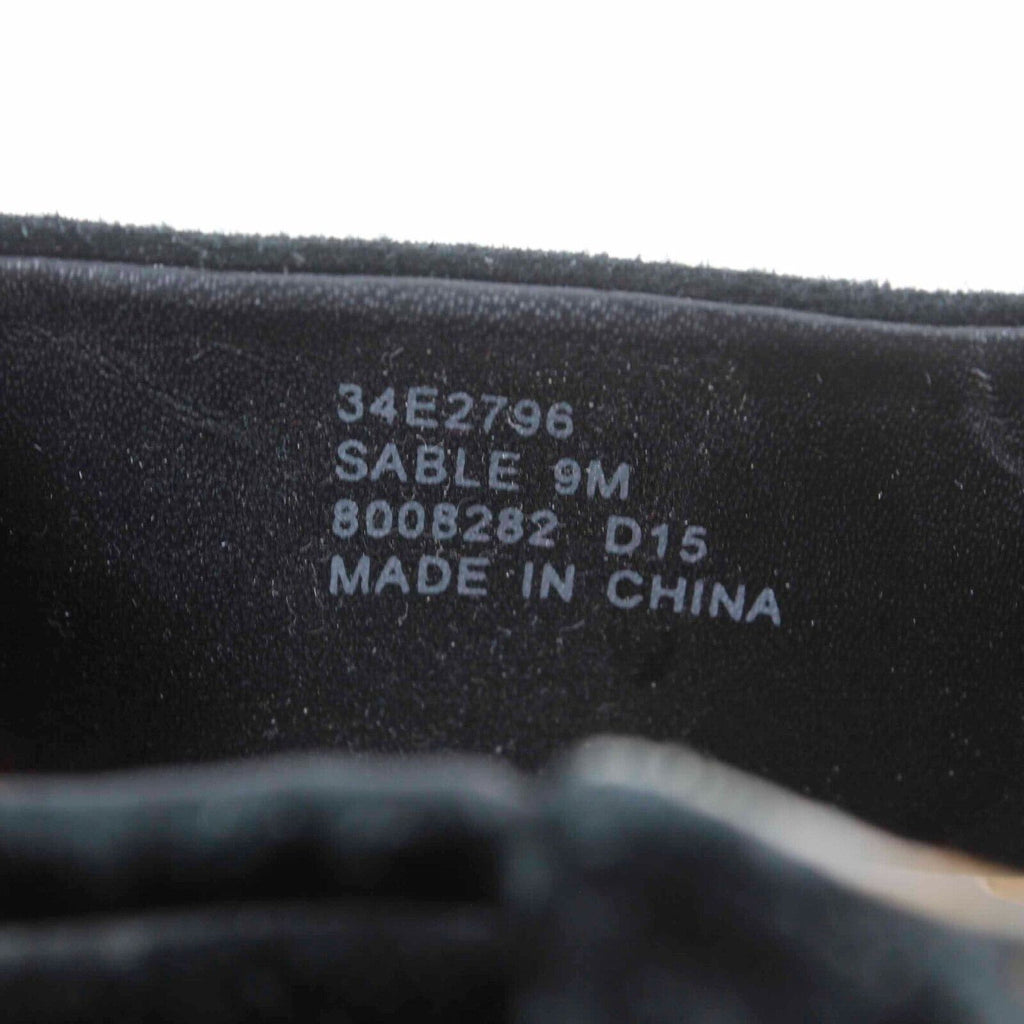 34E2796
SABLE 9M
8008282 D15
MADE IN CHINA